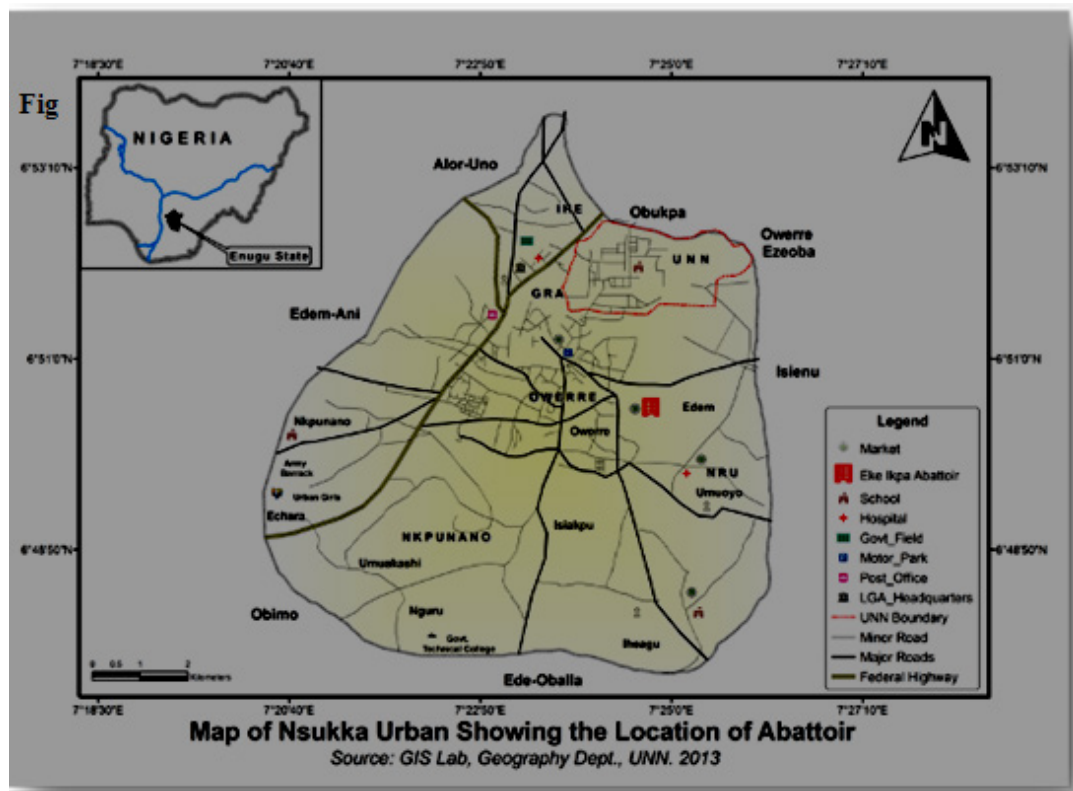 7°18'30"E 7°20'40"E 7°22'50"E 7°25'0"E 7°27'10"E
Fig
NIGERIA
Enugu State
N
6°53'10"N 6°53'10"N
Alor-Uno
IHE
Obukpa
Owerre
Ezeoba
UNN
GRA
Edem-Ani
6°51'0"N 6°51'0"N
Isienu
OWERRE
Edem
Nkpunano
Owerre
Army
Barrack
NRU
Urban Girls
Umuoyo
Echara
Isiakpu
NKPUNANO
6°48'50"N 6°48'50"N
Umuakashi
Obimo
Nguru
Govt.
Technical College
Iheagu
Ede-Oballa
0 0.5 1 2
Kilometers
Legend
Market
Eke Ikpa Abattoir
School
Hospital
Govt_Field
Motor_Park
Post_Office
LGA_Headquarters
UNN Boundary
Minor Road
Major Roads
Federal Highway
7°18'30"E 7°20'40"E 7°22'50"E 7°25'0"E 7°27'10"E
Map of Nsukka Urban Showing the Location of Abattoir
Source: GIS Lab, Geography Dept., UNN. 2013